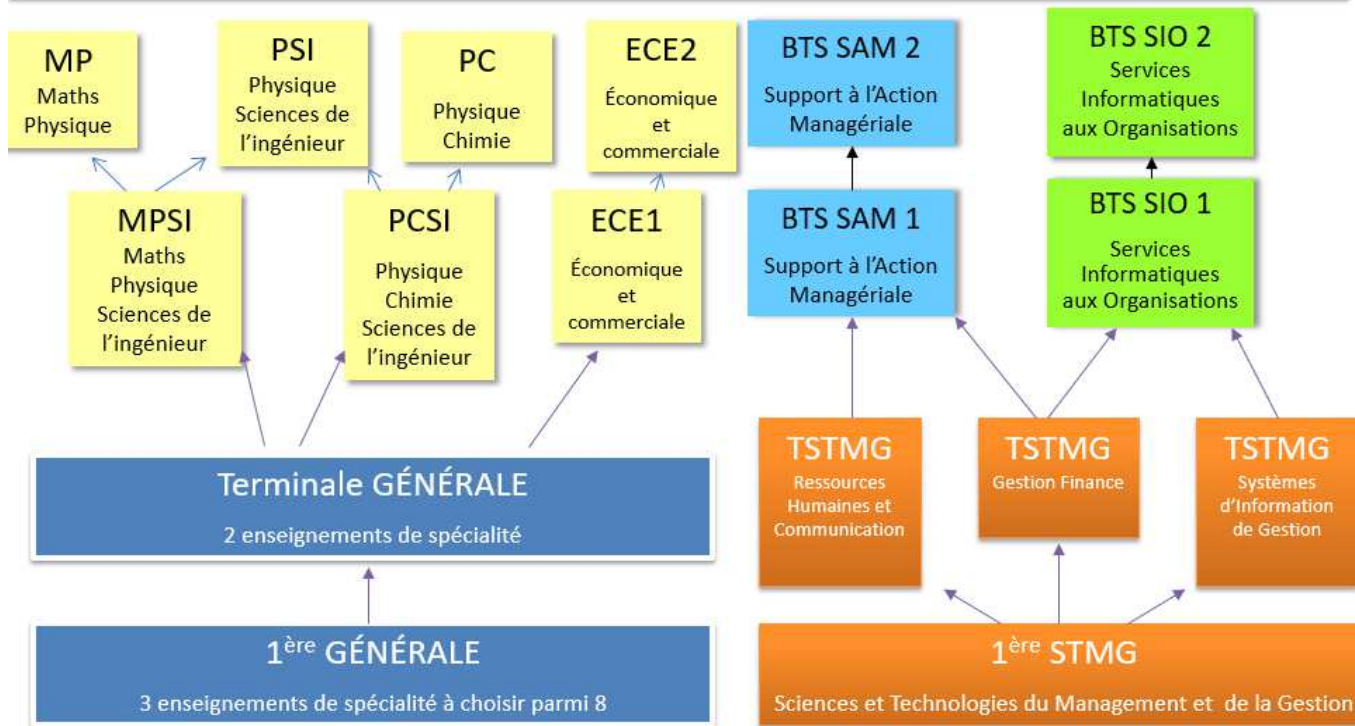 MP
Maths
Physique
PSI
Physique
Sciences de
l'ingénieur
PC
Physique
Chimie
ECE2
Économique
et
commerciale
BTS SAM 2
Support à l'Action
Managériale
BTS SIO 2
Services
Informatiques
aux Organisations
MPSI
Maths
Physique
Sciences de
l'ingénieur
PCSI
Physique
Chimie
Sciences de
l'ingénieur
ECE1
Économique
et
commerciale
BTS SAM 1
Support à l'Action
Managériale
BTS SIO 1
Services
Informatiques
aux Organisations
Terminale GÉNÉRALE
2 enseignements de spécialité
TSTMG
Ressources
Humaines et
Communication
TSTMG
Gestion Finance
TSTMG
Systèmes
d'Information
de Gestion
1ère GÉNÉRALE
3 enseignements de spécialité à choisir parmi 8
1ère STMG
Sciences et Technologies du Management et de la Gestion